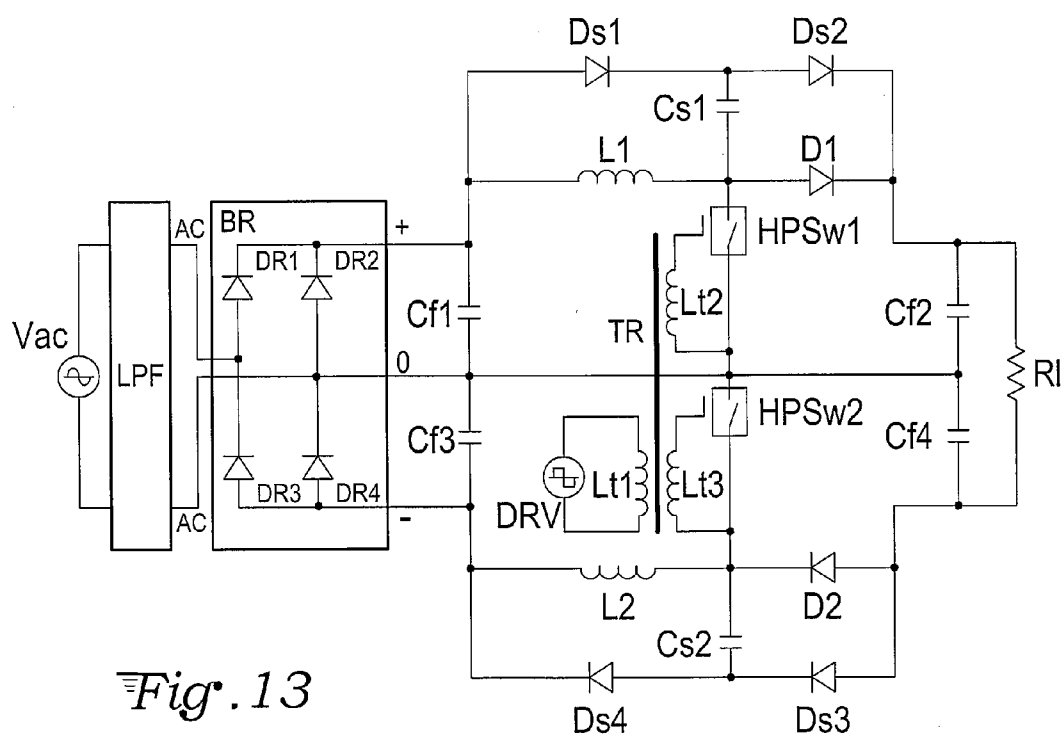 Ds1
Ds2
Cs1
L1
D1
AC
BR
+
HPSw1
DR1
DR2
Lt2
Vac
LPF
Cf1
TR
Cf2
0
Rl
HPSw2
Cf3
Cf4
Lt1
Lt3
DR3
DR4
DRV
AC
-
L2
D2
Cs2
Fig. 13
Ds4
Ds3